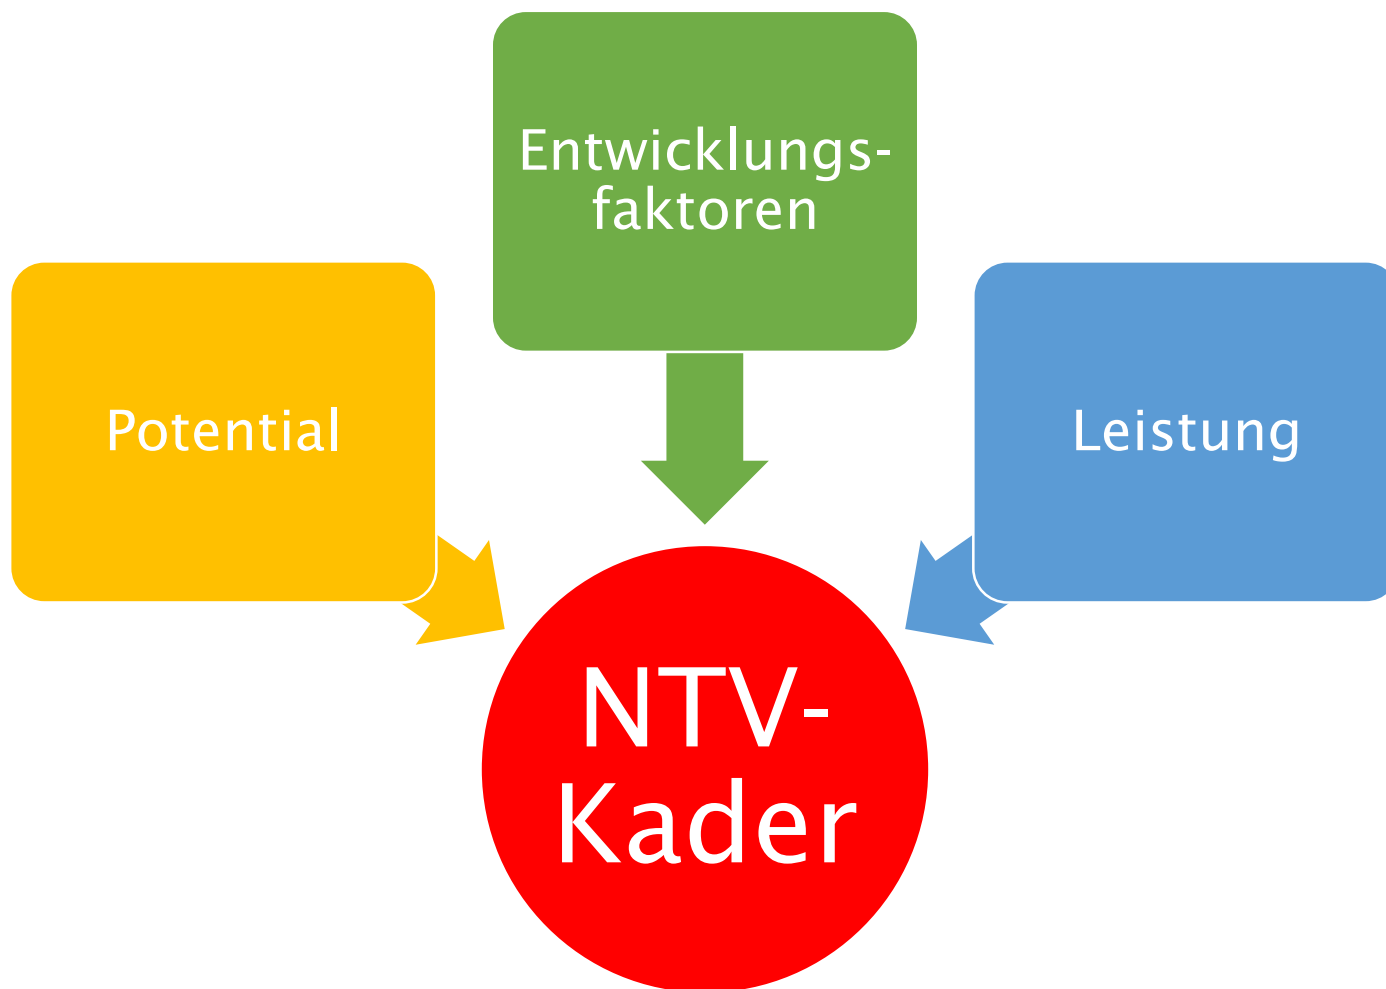 Entwicklungs-
faktoren
Potential
Leistung
NTV-
Kader